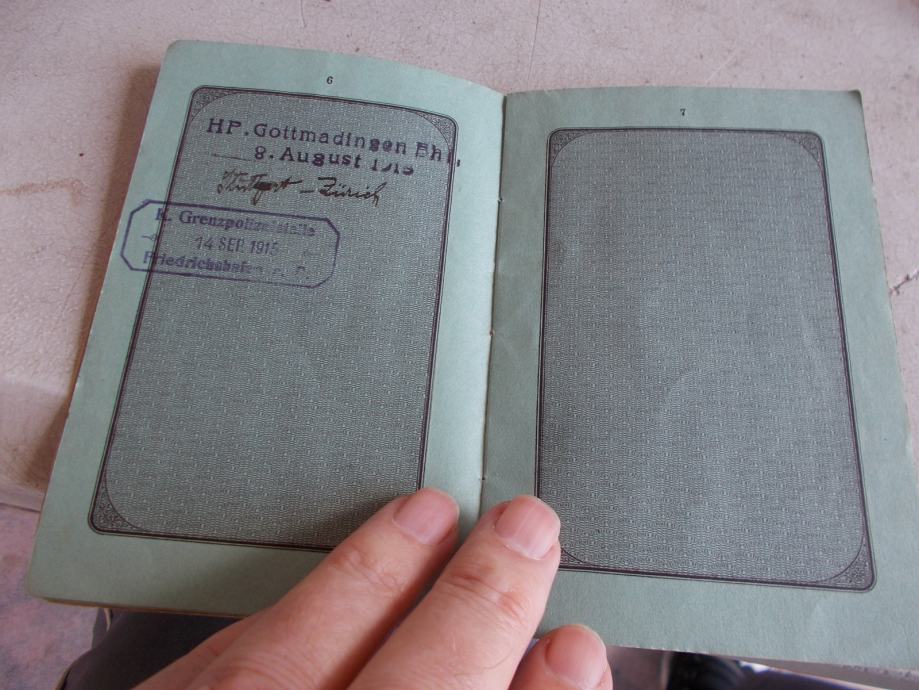 6
HP. Gottmadingen Bhf.
8. August 1915
Stuttgart – Zürich
K. Grenzpolizeistelle
14 SEP. 1915
Friedrichshafen a. B.
7